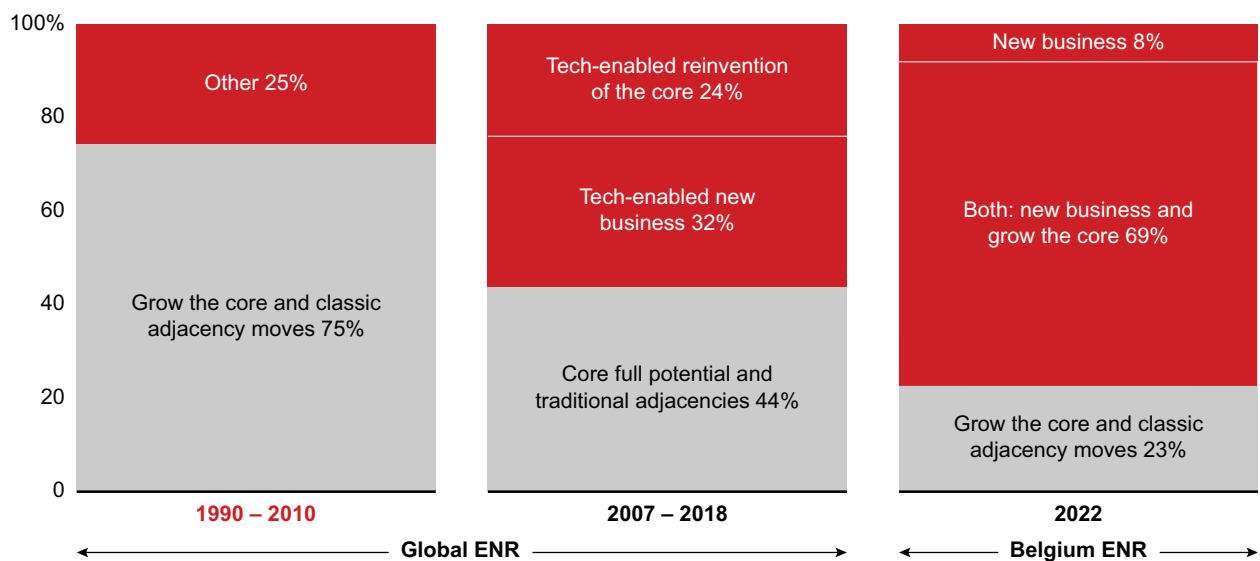 100%
80
60
40
20
0
Other 25%
Grow the core and classic
adjacency moves 75%
Tech-enabled reinvention
of the core 24%
Tech-enabled new
business 32%
Core full potential and
traditional adjacencies 44%
New business 8%
Both: new business and
grow the core 69%
Grow the core and classic
adjacency moves 23%
1990 – 2010
2007 – 2018
2022
Global ENR
Belgium ENR